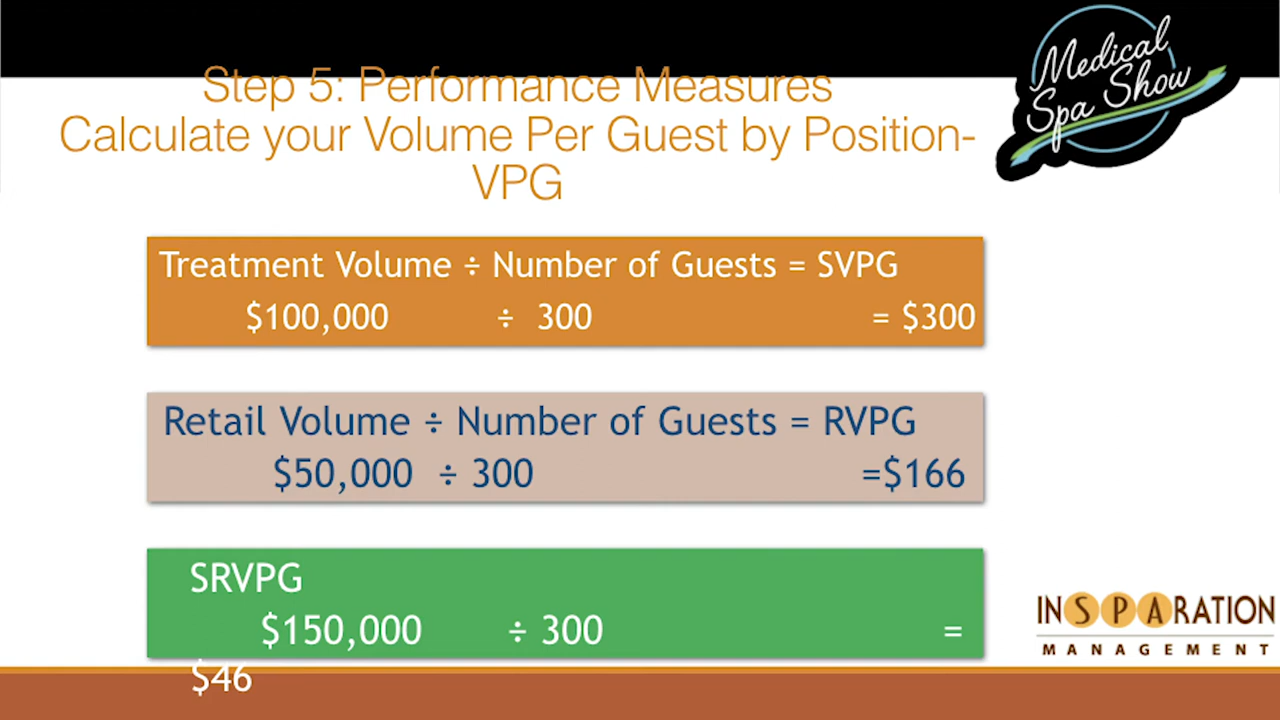 Step 5: Performance Measures
Calculate your Volume Per Guest by Position-
VPG
Medical
Spa Show
Treatment Volume ÷ Number of Guests = SVPG
$100,000 ÷ 300 = $300
Retail Volume ÷ Number of Guests = RVPG
$50,000 ÷ 300 =$166
SRVPG
$150,000 ÷ 300 =
$46
INSPARATION
MANAGEMENT